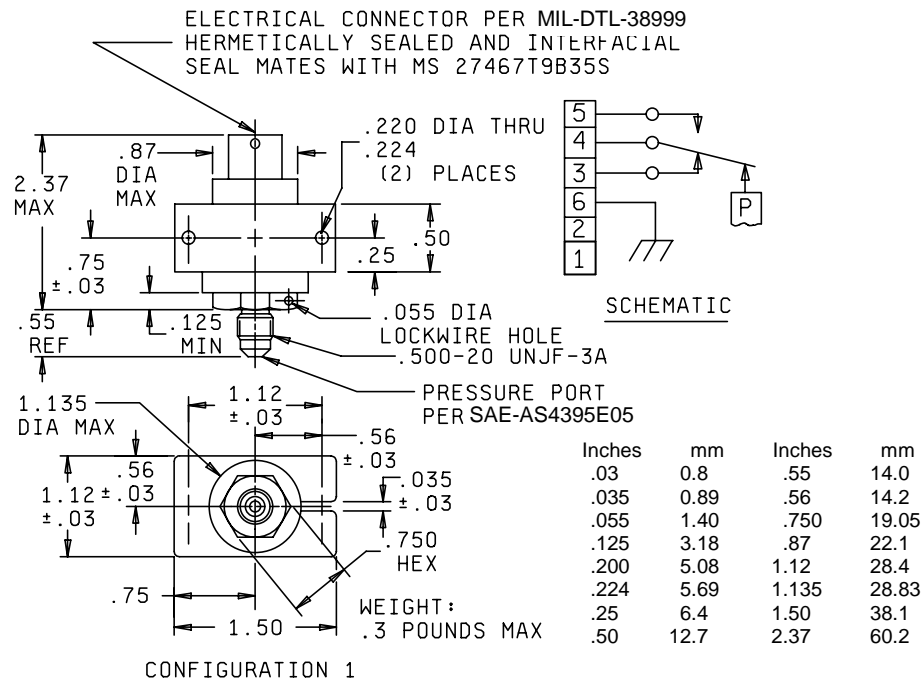 ELECTRICAL CONNECTOR PER MIL-DTL-38999
HERMETICALLY SEALED AND INTERFACIAL
SEAL MATES WITH MS 27467T9B35S
2.37
MAX
.87
DIA
MAX
.220 DIA THRU
.224
(2) PLACES
.75
±.03
.50
.25
.55
REF
.125
MIN
.055 DIA
LOCKWIRE HOLE
.500-20 UNJF-3A
PRESSURE PORT
PER SAE-AS4395E05
5
4
3
6
2
1
P
SCHEMATIC
1.135
DIA MAX
1.12
±.03
.56
±.03
.56
±.03
1.12
±.03
.035
±.03
.750
HEX
.75
1.50
WEIGHT:
.3 POUNDS MAX
CONFIGURATION 1
Inches mm Inches mm
.03 0.8 .55 14.0
.035 0.89 .56 14.2
.055 1.40 .750 19.05
.125 3.18 .87 22.1
.200 5.08 1.12 28.4
.224 5.69 1.135 28.83
.25 6.4 1.50 38.1
.50 12.7 2.37 60.2